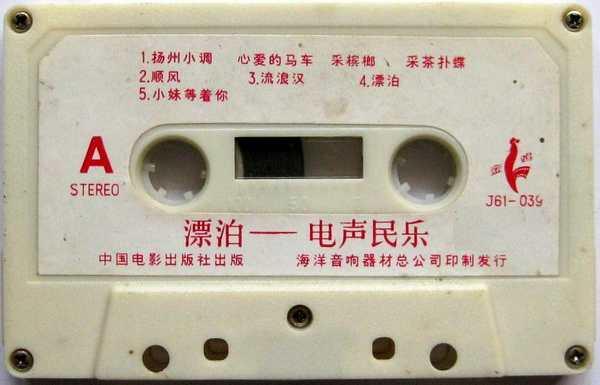 1.扬州小调 心爱的马车 采槟榔 采茶扑蝶
2.顺风 3.流浪汉 4.漂泊
5.小妹等着你
A
STEREO
金鸡
J61-039
漂泊——电声民乐
中国电影出版社出版 海洋音响器材总公司印制发行